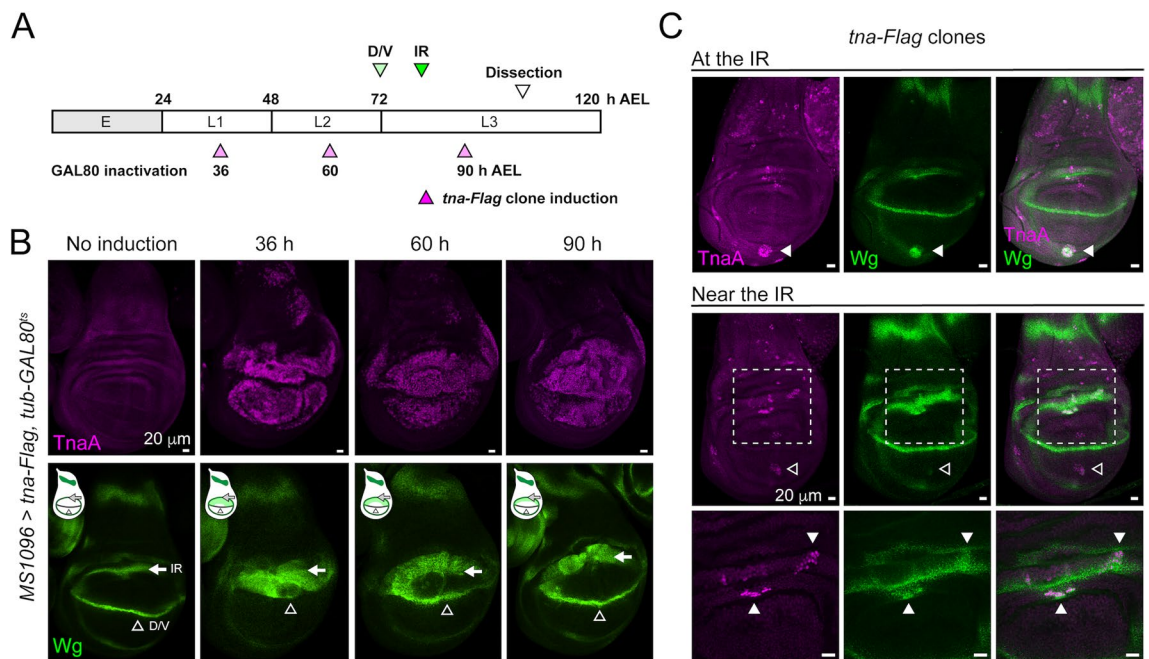 A
D/V IR
Dissection
24 48 72 120 h AEL
E L1 L2 L3
GAL80 inactivation 36 60 90 h AEL
tna-Flag clone induction
B
No induction 36 h 60 h 90 h
MS1096 > tna-Flag, tub-GAL80ts
TnaA 20 μm
IR
D/V
Wg
C
tna-Flag clones
At the IR
TnaA Wg TnaA
Wg
Near the IR
20 μm